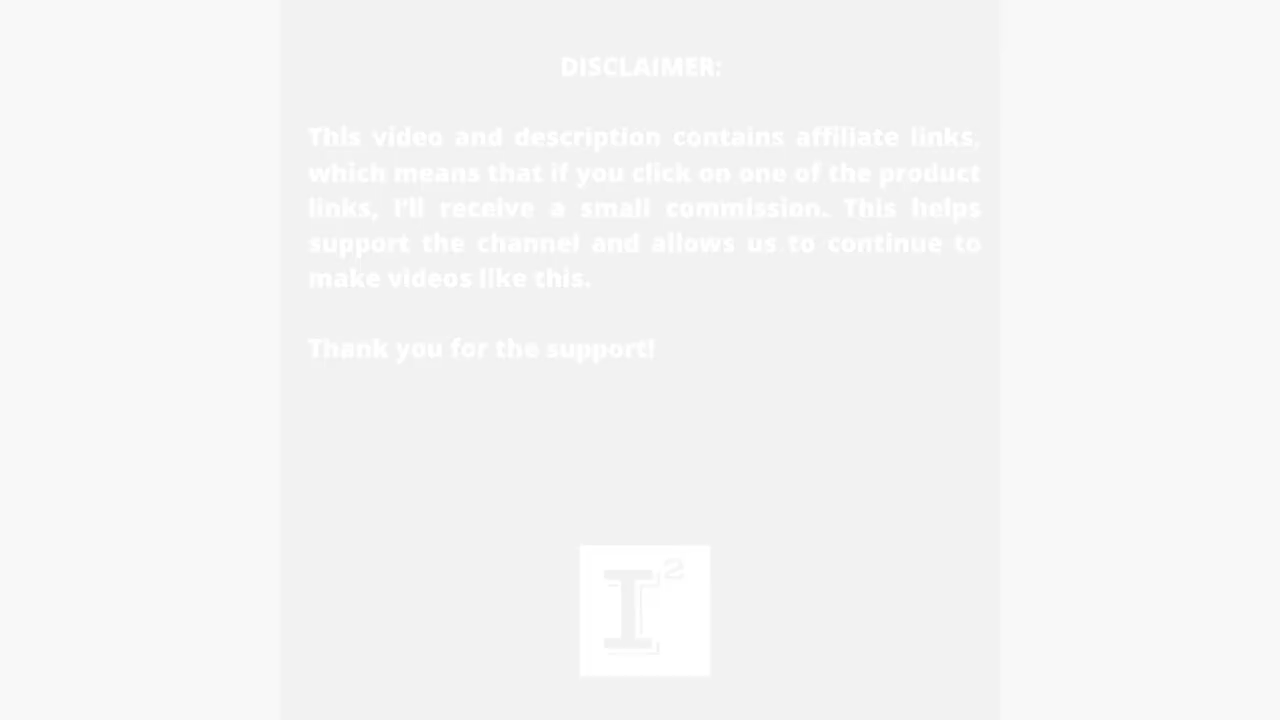 DISCLAIMER:
This video and description contains affiliate links,
which means that if you click on one of the product
links, I'll receive a small commission. This helps
support the channel and allows us to continue to
make videos like this.
Thank you for the support!
I²